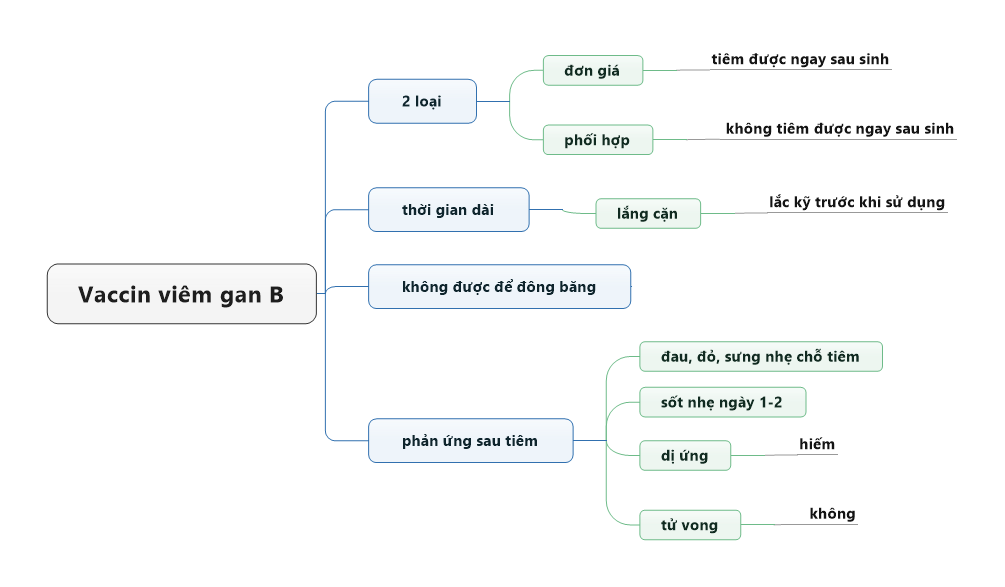 Vaccin viêm gan B
2 loại
đơn giá
tiêm được ngay sau sinh
phối hợp
không tiêm được ngay sau sinh
thời gian dài
lắng cặn
lắc kỹ trước khi sử dụng
không được để đông băng
phản ứng sau tiêm
đau, đỏ, sưng nhẹ chỗ tiêm
sốt nhẹ ngày 1-2
dị ứng
hiếm
tử vong
không